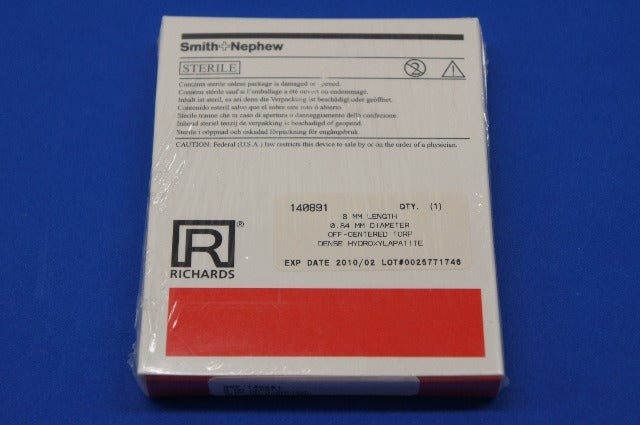 Smith+Nephew
STERILE
Contents sterile unless package is damaged or opened.
Contenu stérile sauf si l'emballage a été ouvert ou endommagé.
Inhalt ist steril, es sei denn die Verpackung ist beschädigt oder geöffnet.
Contenido esteril salvo que el sobre este roto ó abierto.
Sterile tranne che in caso di apertura o danneggiamento della confezione.
Inhoud steriel tenzij de verpakking is beschadigd of geopend.
Sterile i oöppnad och oskadad förpackning för engångsbruk.
CAUTION: Federal (U.S.A.) law restricts this device to sale by or on the order of a physician.
140891 QTY. (1)
8 MM LENGTH
0.84 MM DIAMETER
OFF-CENTERED TORP
DENSE HYDROXYLAPATITE
EXP DATE 2010/02 LOT#0025771746
R ®
RICHARDS